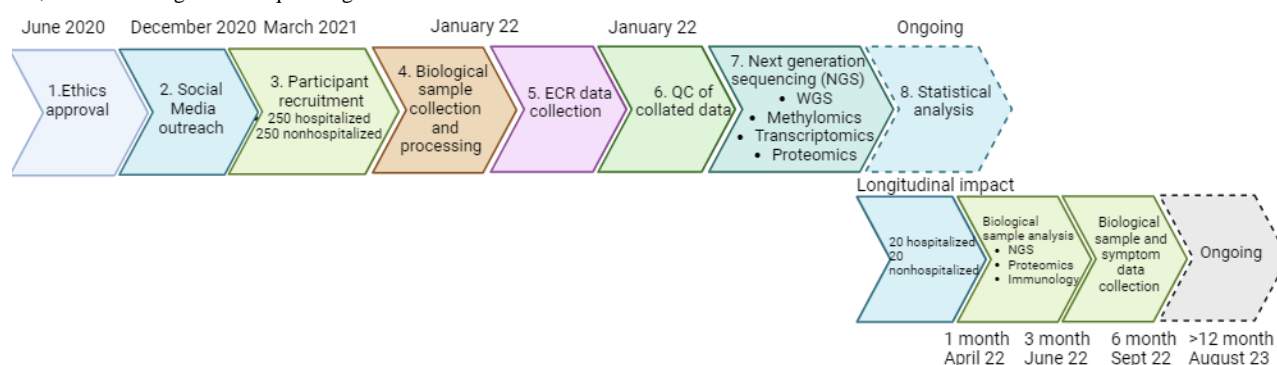 June 2020
December 2020
March 2021
January 22
January 22
Ongoing
1.Ethics
approval
2. Social
Media
outreach
3. Participant
recruitment
250 hospitalized
250 nonhospitalized
4. Biological
sample
collection
and
processing
5. ECR data
collection
6. QC of
collated data
7. Next generation
sequencing (NGS)
• WGS
• Methylomics
• Transcriptomics
• Proteomics
8. Statistical
analysis
Longitudinal impact
20 hospitalized
20
nonhospitalized
Biological
sample analysis
• NGS
• Proteomics
• Immunology
Biological
sample and
symptom
data
collection
Ongoing
1 month
April 22
3 month
June 22
6 month
Sept 22
>12 month
August 23